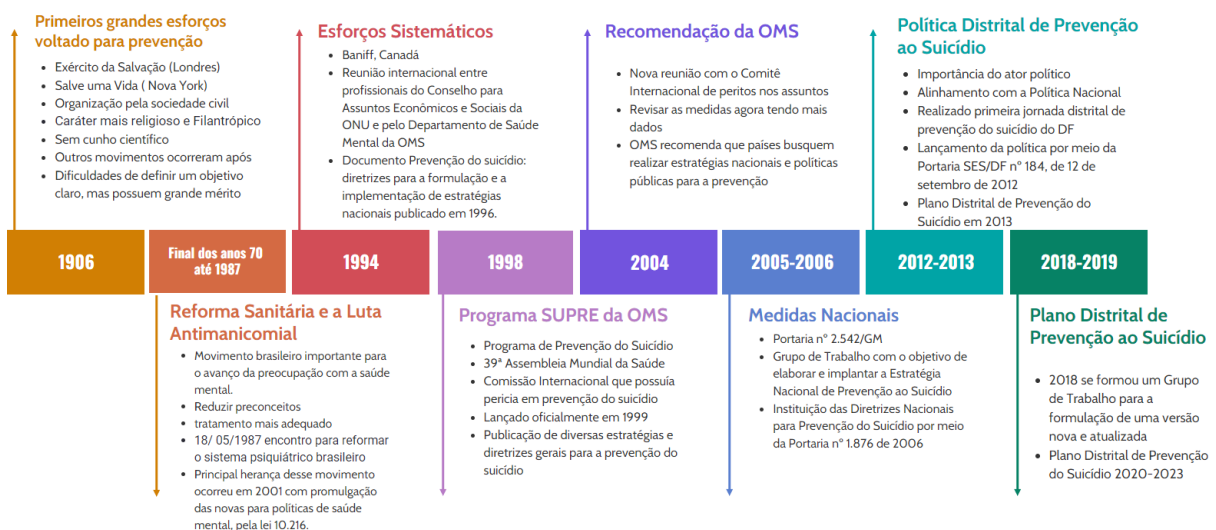 Primeiros grandes esforços
voltado para prevenção
• Exército da Salvação (Londres)
• Salve uma Vida ( Nova York)
• Organização pela sociedade civil
• Caráter mais religioso e Filantrópico
• Sem cunho científico
• Outros movimentos ocorreram após
• Dificuldades de definir um objetivo
claro, mas possuem grande mérito
Esforços Sistemáticos
• Baniff, Canadá
• Reunião internacional entre
profissionais do Conselho para
Assuntos Econômicos e Sociais da
ONU e pelo Departamento de Saúde
Mental da OMS
• Documento Prevenção do suicídio:
diretrizes para a formulação e a
implementação de estratégias
nacionais publicado em 1996.
Recomendação da OMS
• Nova reunião com o Comitê
Internacional de peritos nos assuntos
• Revisar as medidas agora tendo mais
dados
• OMS recomenda que países busquem
realizar estratégias nacionais e políticas
públicas para a prevenção
Política Distrital de Prevenção
ao Suicídio
• Importância do ator político
• Alinhamento com a Política Nacional
• Realizado primeira jornada distrital de
prevenção do suicídio do DF
• Lançamento da política por meio da
Portaria SES/DF nº 184, de 12 de
setembro de 2012
• Plano Distrital de Prevenção do
Suicídio em 2013
1906
Final dos anos 70
até 1987
1994
1998
2004
2005-2006
2012-2013
2018-2019
Reforma Sanitária e a Luta
Antimanicomial
• Movimento brasileiro importante para
o avanço da preocupação com a saúde
mental.
• Reduzir preconceitos
• tratamento mais adequado
• 18/ 05/1987 encontro para reformar
o sistema psiquiátrico brasileiro
• Principal herança desse movimento
ocorreu em 2001 com promulgação
das novas para políticas de saúde
mental, pela lei 10.216.
Programa SUPRE da OMS
• Programa de Prevenção do Suicídio
• 39ª Assembleia Mundial da Saúde
• Comissão Internacional que possuía
pericia em prevenção do suicídio
• Lançado oficialmente em 1999
• Publicação de diversas estratégias e
diretrizes gerais para a prevenção do
suicídio
Medidas Nacionais
• Portaria nº 2.542/GM
• Grupo de Trabalho com o objetivo de
elaborar e implantar a Estratégia
Nacional de Prevenção ao Suicídio
• Instituição das Diretrizes Nacionais
para Prevenção do Suicídio por meio
da Portaria nº 1.876 de 2006
Plano Distrital de
Prevenção ao Suicídio
• 2018 se formou um Grupo
de Trabalho para a
formulação de uma versão
nova e atualizada
• Plano Distrital de Prevenção
do Suicídio 2020-2023